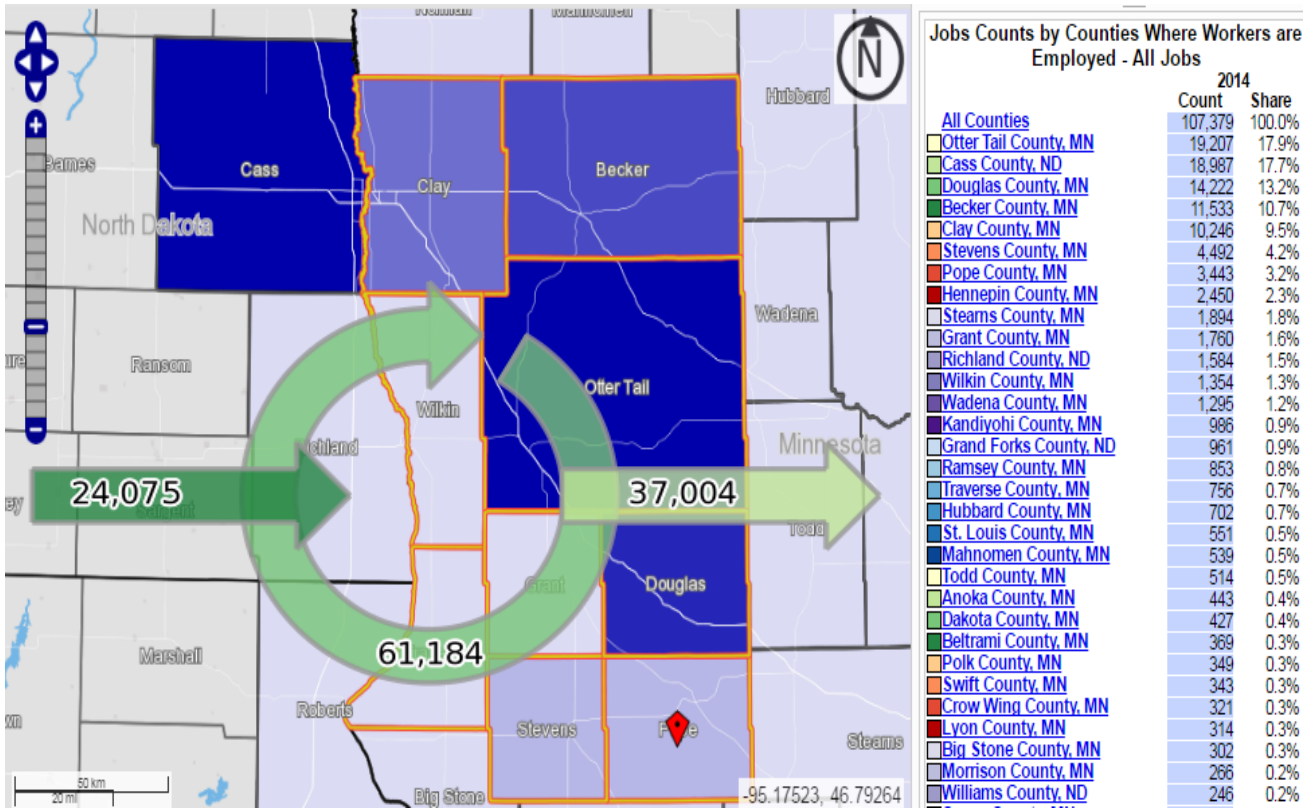 Norman
Mahnomen
N
Hubbard
Barnes
Cass
Clay
Becker
North Dakota
Wadena
Ransom
Otter Tail
Wilkin
Minnesota
24,075
37,004
Todd
Grant
Douglas
61,184
Marshall
Roberts
Stevens
Pope
Stearns
50 km
20 mi
Big Stone
-95.17523, 46.79264
Jobs Counts by Counties Where Workers are
Employed - All Jobs
2014
Count Share
All Counties 107,379 100.0%
Otter Tail County, MN 19,207 17.9%
Cass County, ND 18,987 17.7%
Douglas County, MN 14,222 13.2%
Becker County, MN 11,533 10.7%
Clay County, MN 10,246 9.5%
Stevens County, MN 4,492 4.2%
Pope County, MN 3,443 3.2%
Hennepin County, MN 2,450 2.3%
Stearns County, MN 1,894 1.8%
Grant County, MN 1,760 1.6%
Richland County, ND 1,584 1.5%
Wilkin County, MN 1,354 1.3%
Wadena County, MN 1,295 1.2%
Kandiyohi County, MN 986 0.9%
Grand Forks County, ND 961 0.9%
Ramsey County, MN 853 0.8%
Traverse County, MN 756 0.7%
Hubbard County, MN 702 0.7%
St. Louis County, MN 551 0.5%
Mahnomen County, MN 539 0.5%
Todd County, MN 514 0.5%
Anoka County, MN 443 0.4%
Dakota County, MN 427 0.4%
Beltrami County, MN 369 0.3%
Polk County, MN 349 0.3%
Swift County, MN 343 0.3%
Crow Wing County, MN 321 0.3%
Lyon County, MN 314 0.3%
Big Stone County, MN 302 0.3%
Morrison County, MN 266 0.2%
Williams County, ND 246 0.2%